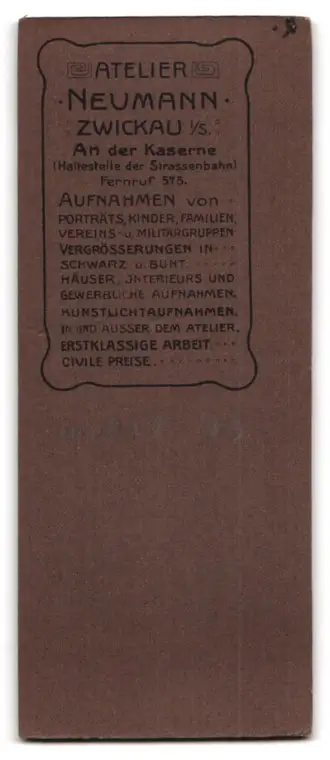 ATELIER
· NEUMANN ·
ZWICKAU i/S.
An der Kaserne
(Haltestelle der Strassenbahn)
Fernruf 575.
AUFNAHMEN von
PORTRÄTS, KINDER, FAMILIEN,
VEREINS- u. MILITÄRGRUPPEN
VERGRÖSSERUNGEN IN
SCHWARZ u. BUNT.
HÄUSER, INTERIEURS UND
GEWERBLICHE AUFNAHMEN.
KUNSTLICHTAUFNAHMEN.
IN UND AUSSER DEM ATELIER.
ERSTKLASSIGE ARBEIT
CIVILE PREISE.